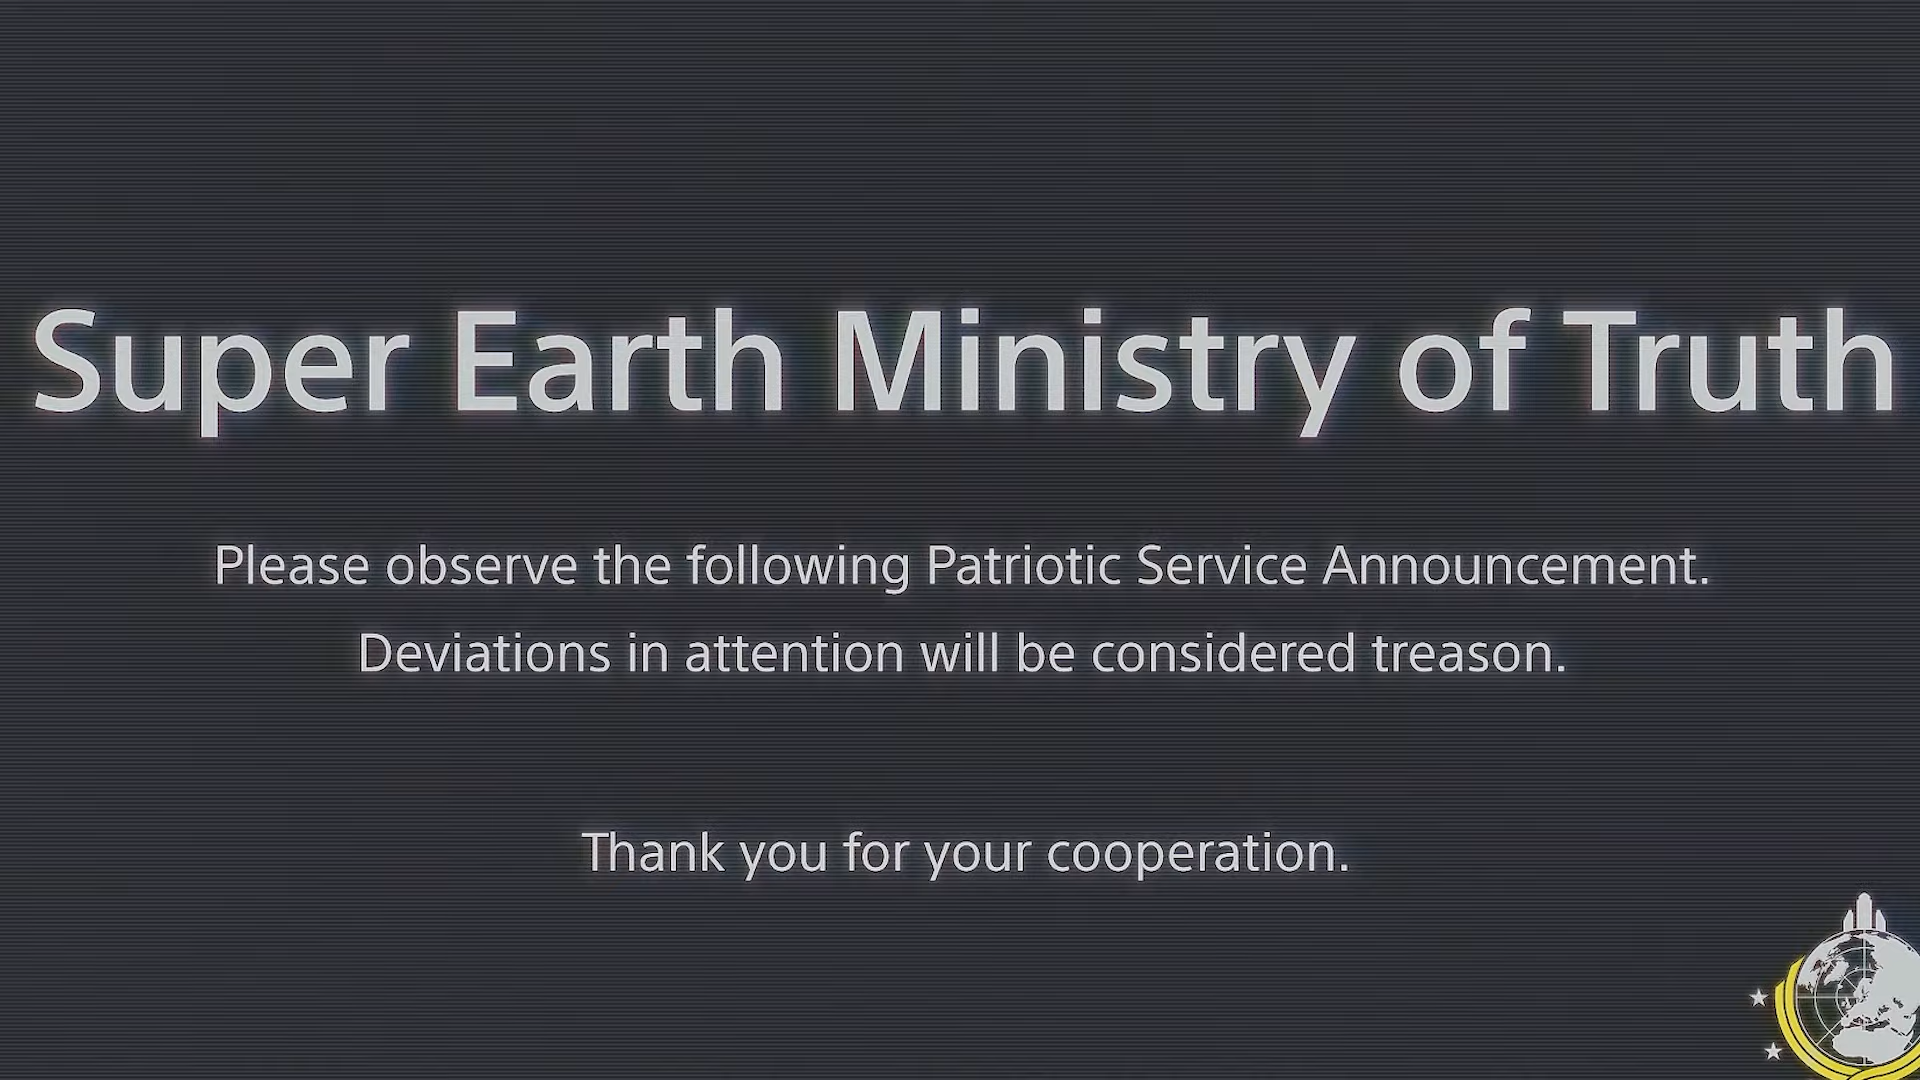 Super Earth Ministry of Truth
Please observe the following Patriotic Service Announcement.
Deviations in attention will be considered treason.
Thank you for your cooperation.